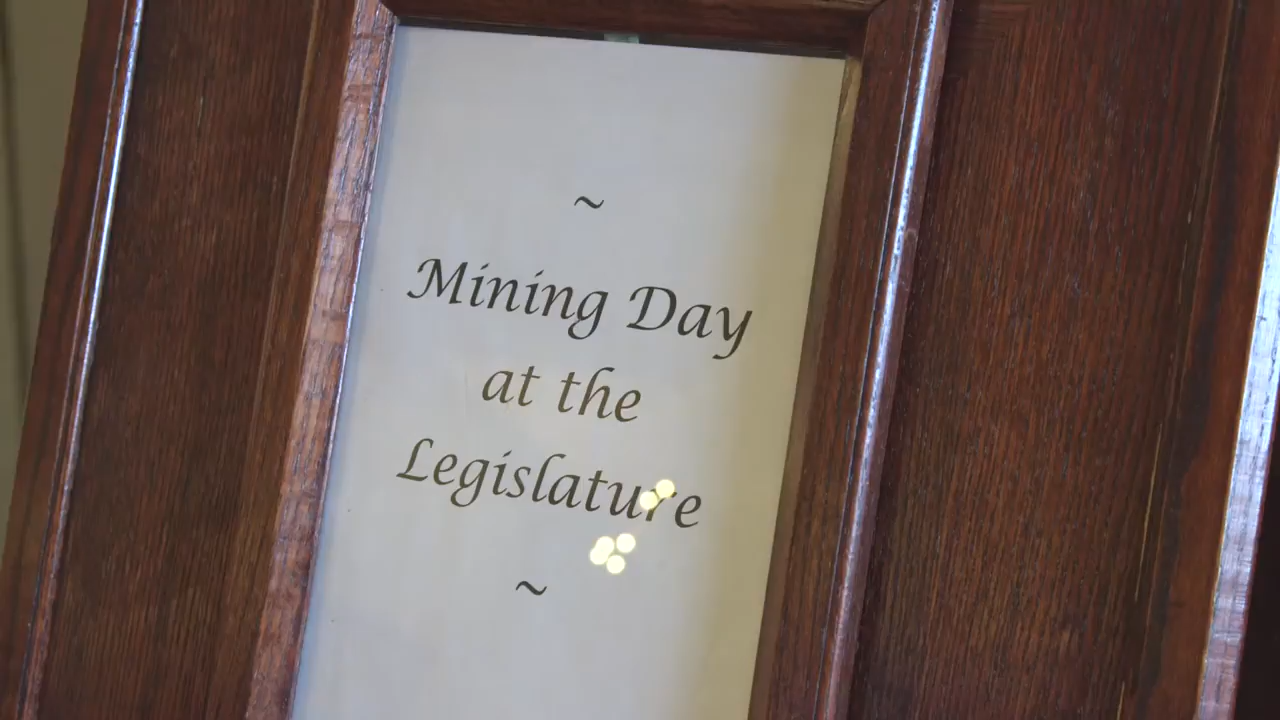 ~
Mining Day
at the
Legislature
~